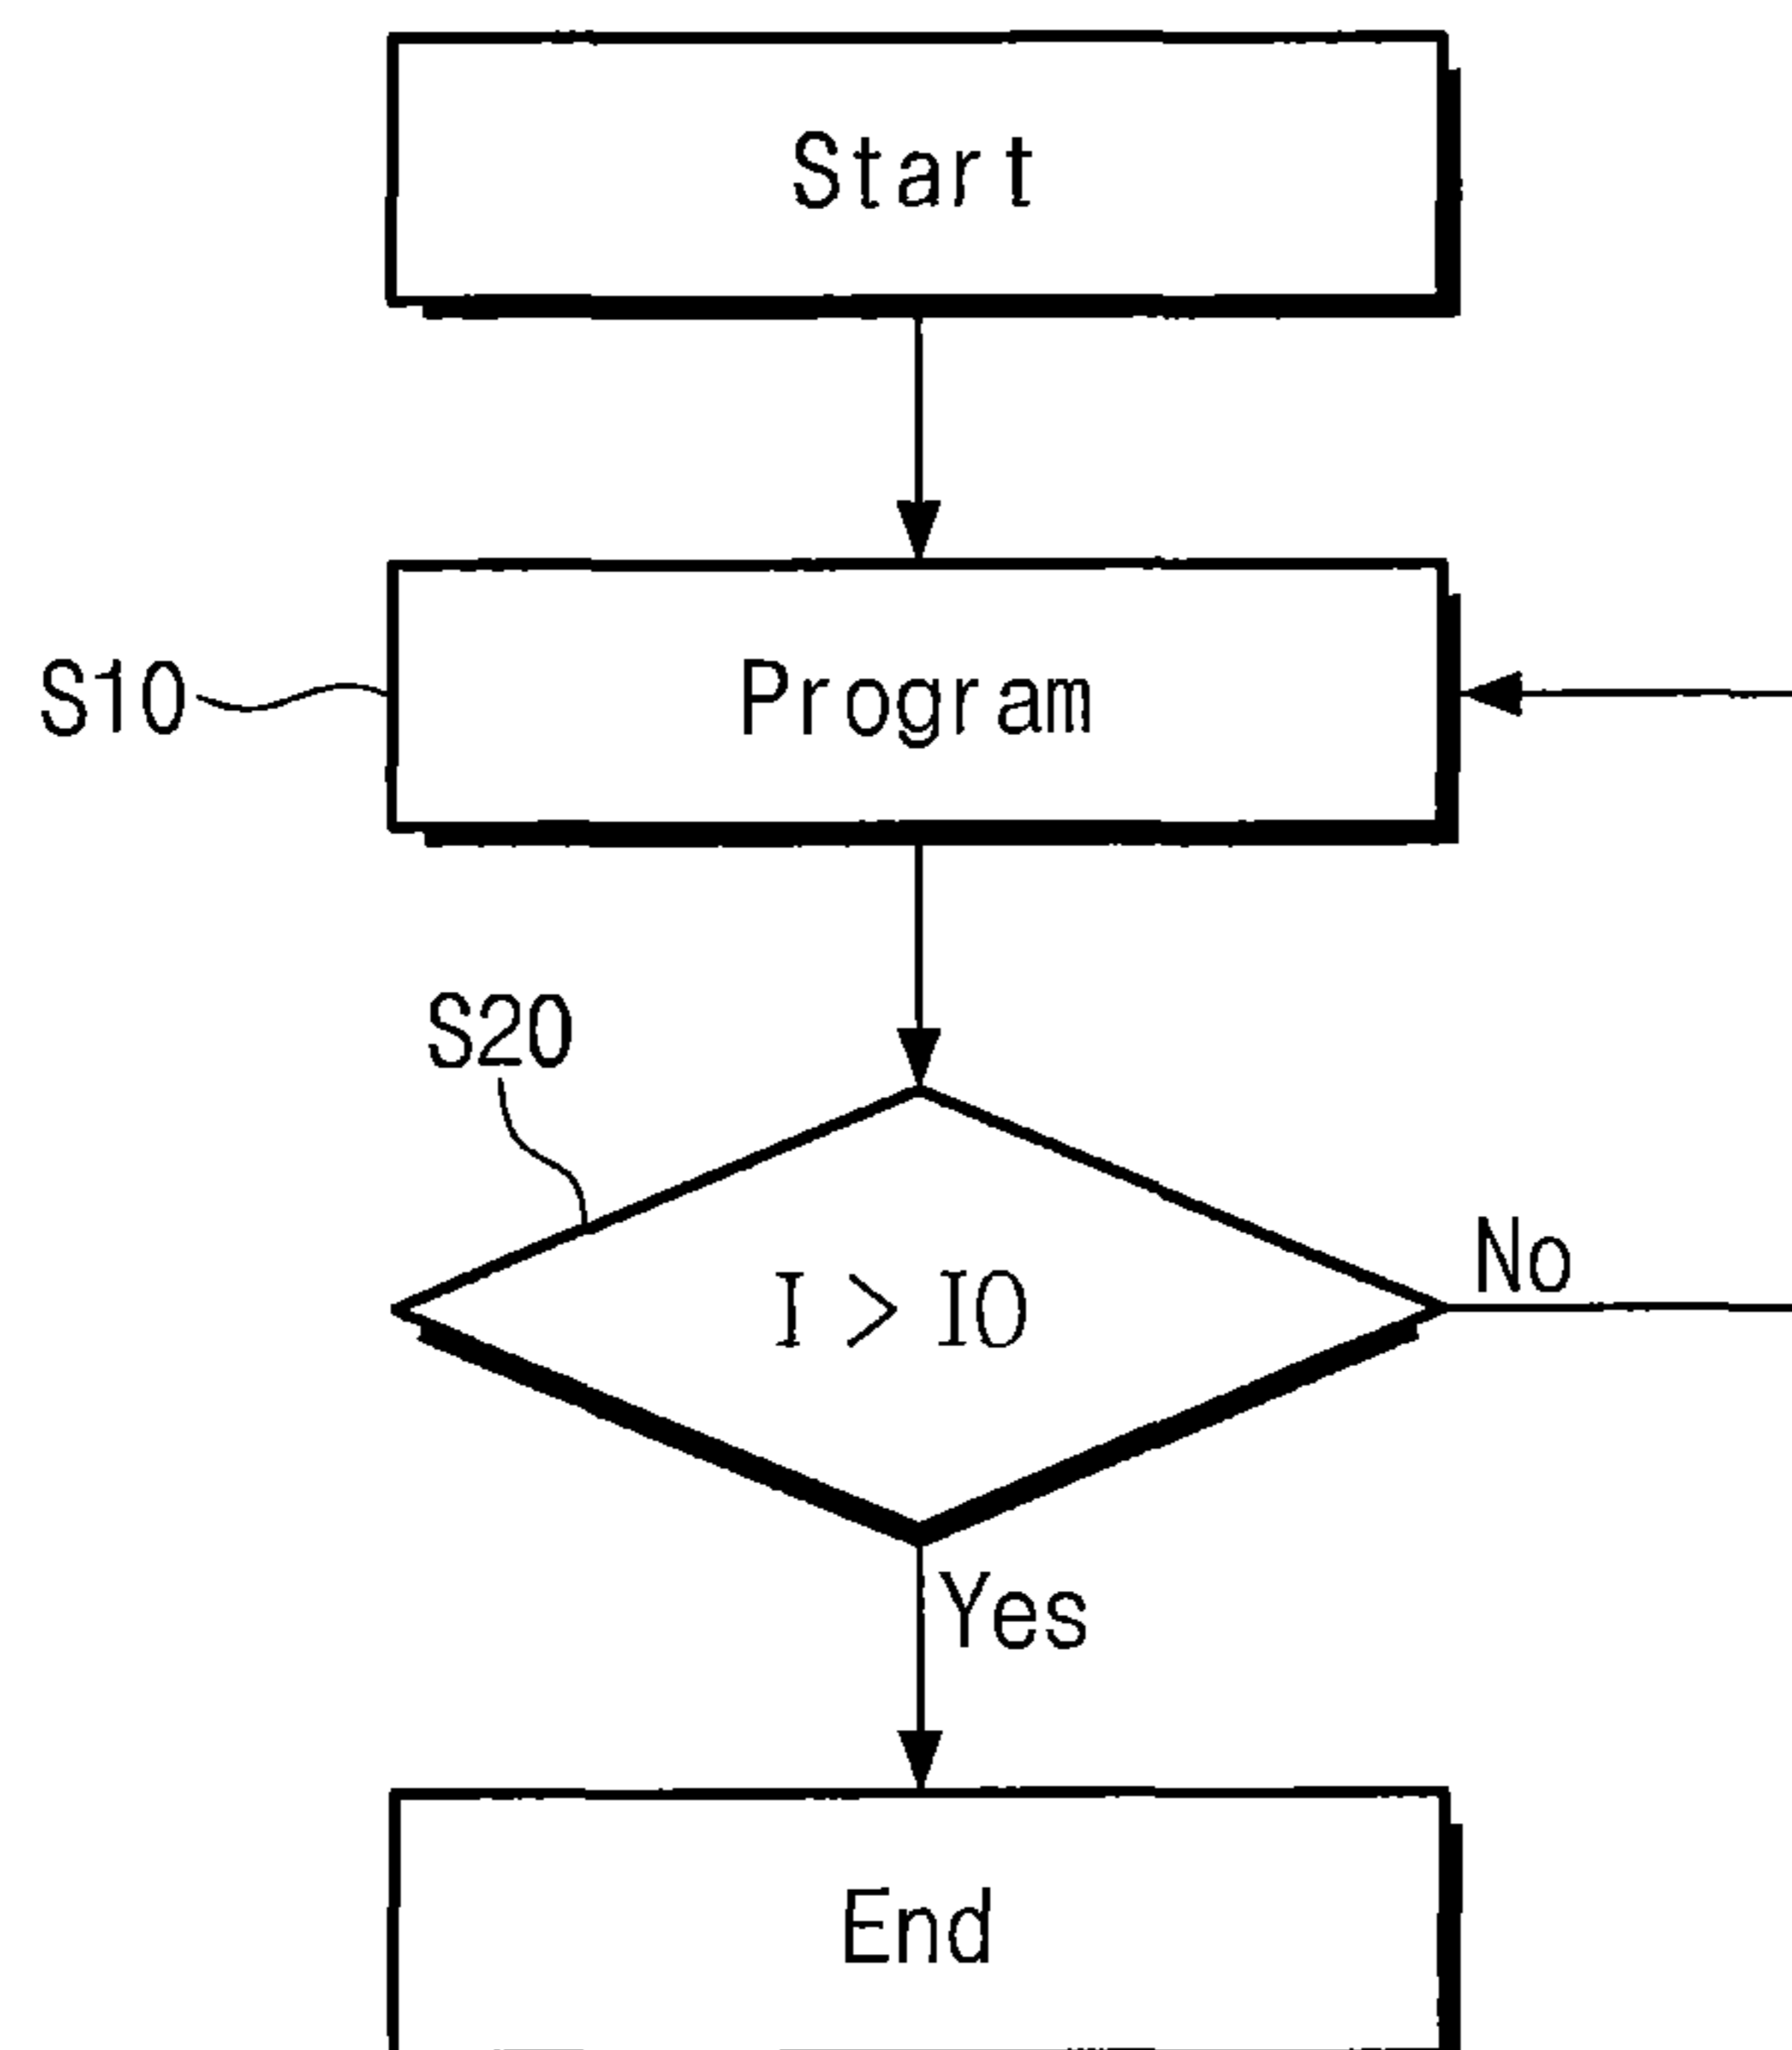 Start
S10
Program
S20
I > I0
No
Yes
End